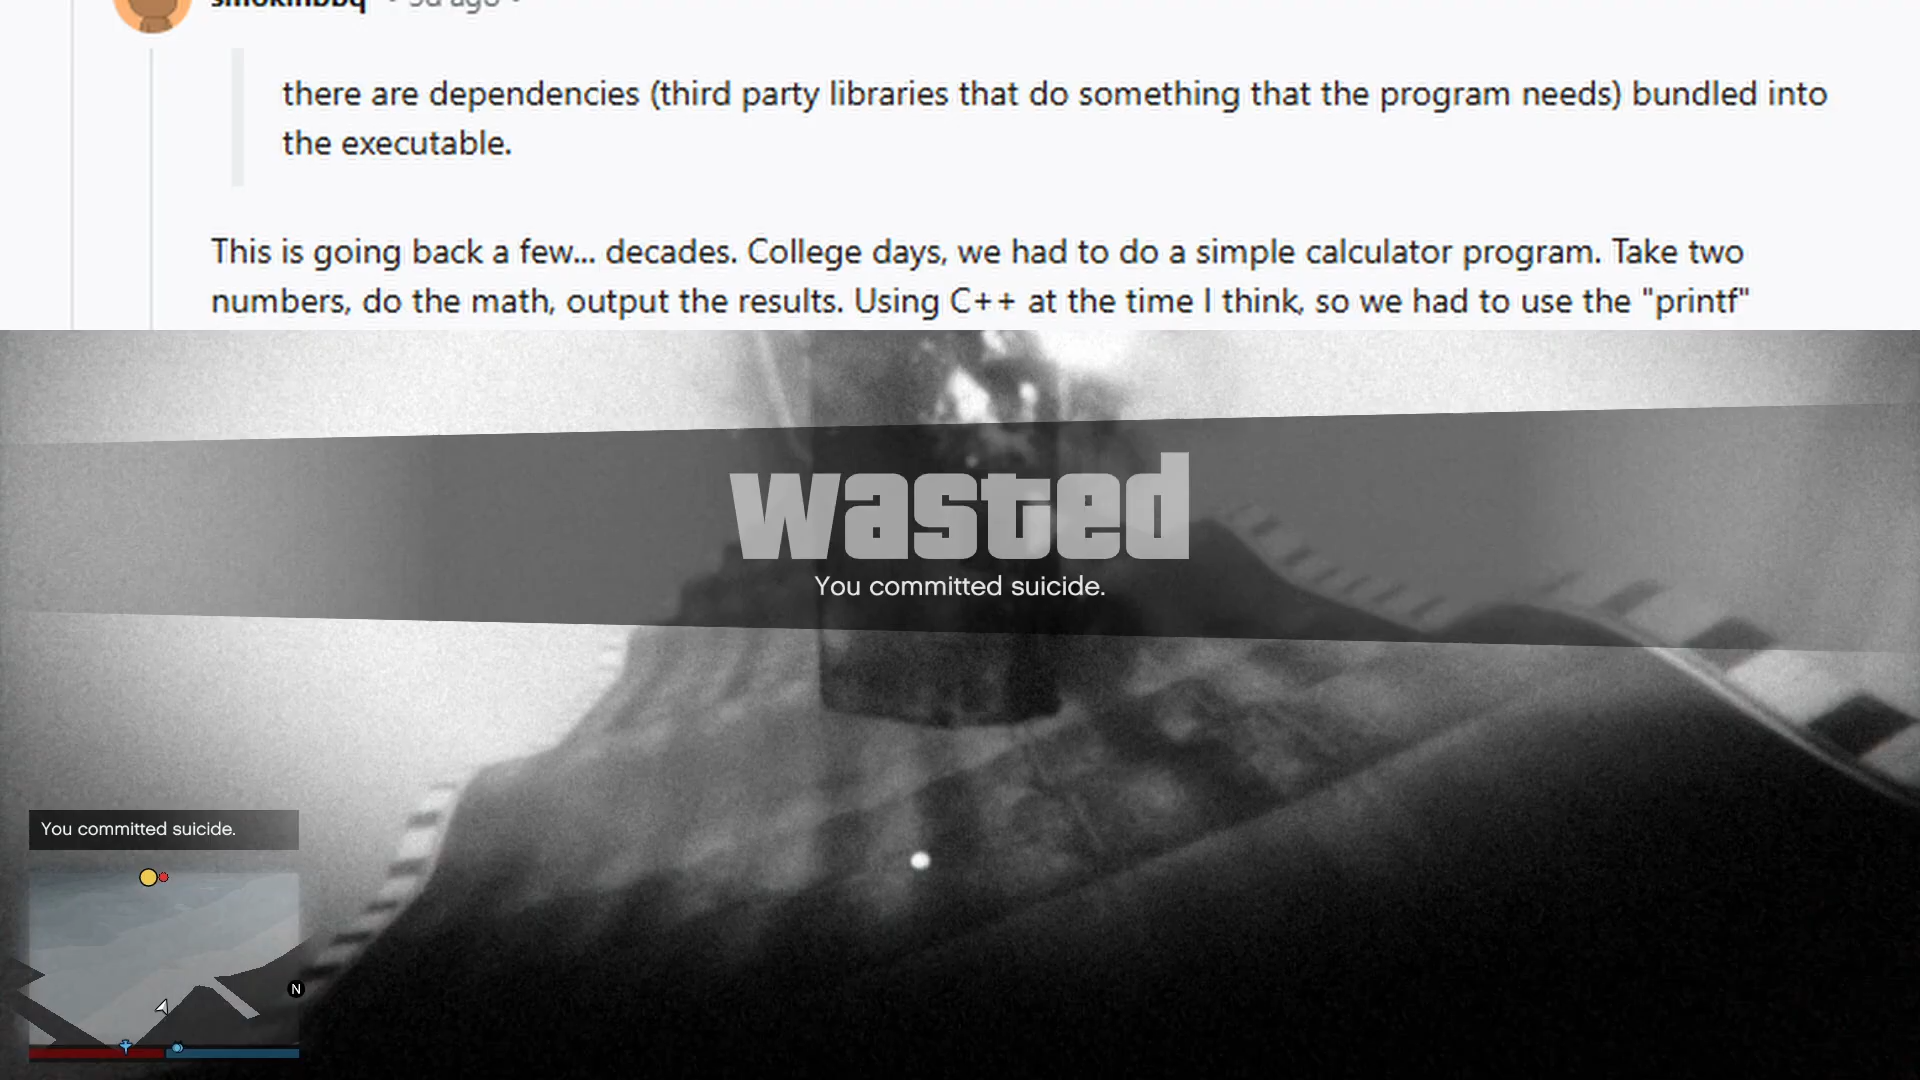 smokinbbq • 9d ago •
there are dependencies (third party libraries that do something that the program needs) bundled into
the executable.
This is going back a few... decades. College days, we had to do a simple calculator program. Take two
numbers, do the math, output the results. Using C++ at the time I think, so we had to use the "printf"
wasted
You committed suicide.
You committed suicide.
N